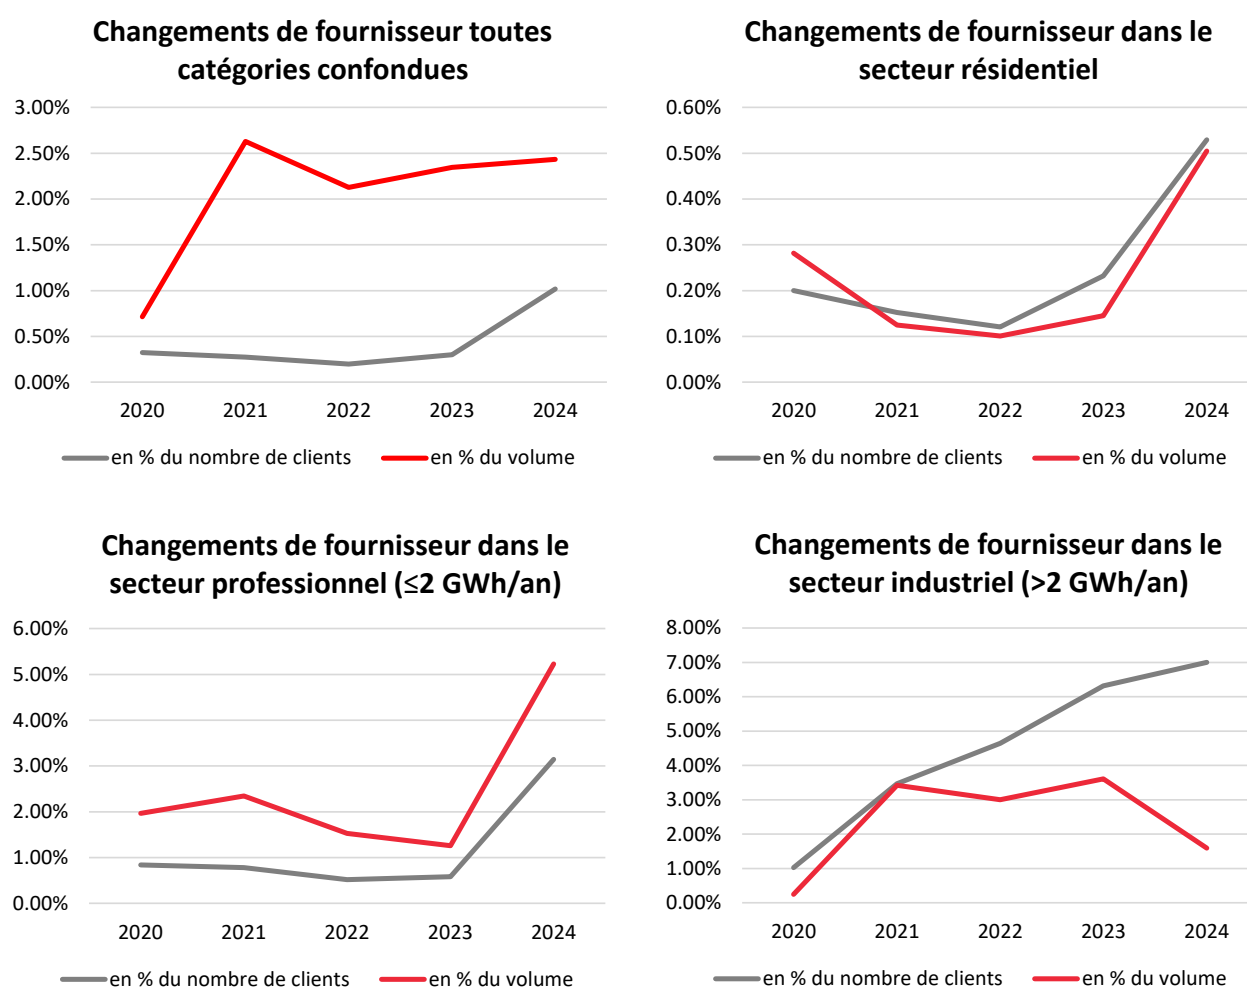 Changements de fournisseur toutes
catégories confondues
3.00%
2.50%
2.00%
1.50%
1.00%
0.50%
0.00%
2020 2021 2022 2023 2024
en % du nombre de clients en % du volume
Changements de fournisseur dans le
secteur résidentiel
0.60%
0.50%
0.40%
0.30%
0.20%
0.10%
0.00%
2020 2021 2022 2023 2024
en % du nombre de clients en % du volume
Changements de fournisseur dans le
secteur professionnel (≤2 GWh/an)
6.00%
5.00%
4.00%
3.00%
2.00%
1.00%
0.00%
2020 2021 2022 2023 2024
en % du nombre de clients en % du volume
Changements de fournisseur dans le
secteur industriel (>2 GWh/an)
8.00%
7.00%
6.00%
5.00%
4.00%
3.00%
2.00%
1.00%
0.00%
2020 2021 2022 2023 2024
en % du nombre de clients en % du volume